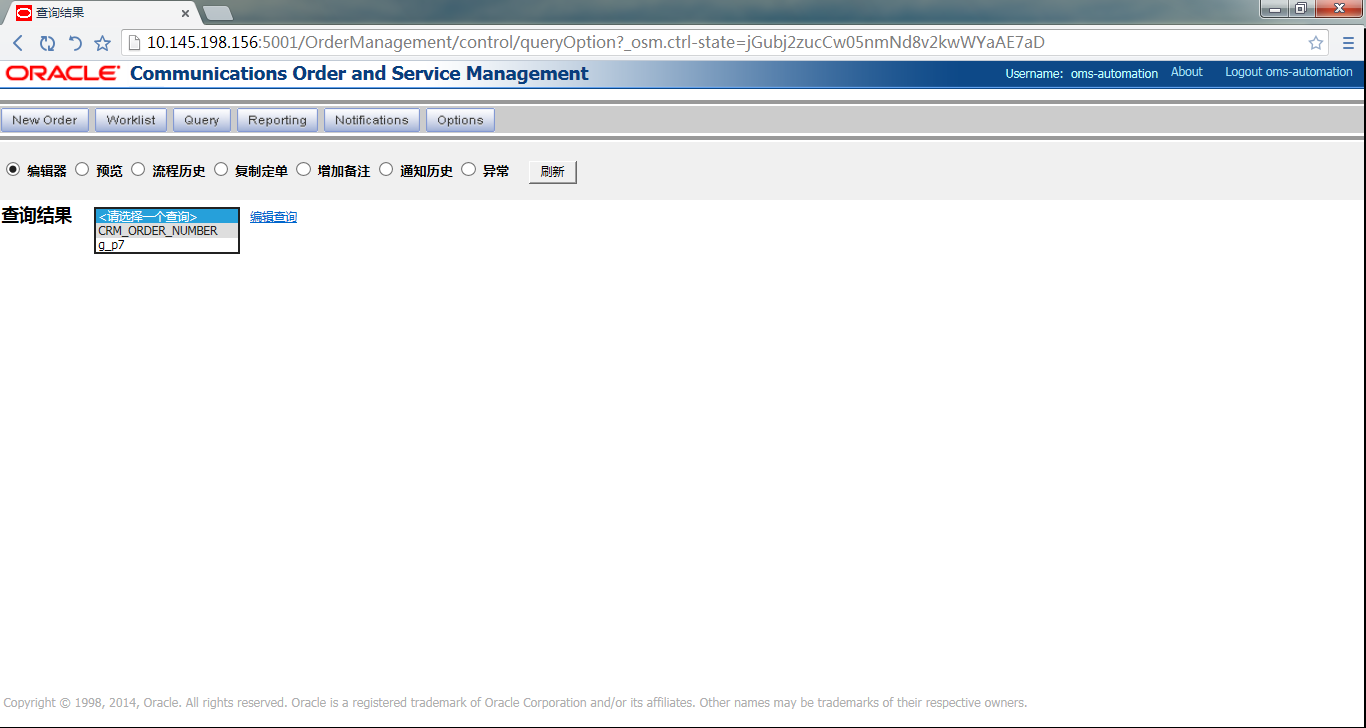 查询结果
10.145.198.156:5001/OrderManagement/control/queryOption?_osm.ctrl-state=jGubj2zucCw05nmNd8v2kwWYaAE7aD
ORACLE Communications Order and Service Management Username: oms-automation About Logout oms-automation
New Order Worklist Query Reporting Notifications Options
编辑器 预览 流程历史 复制定单 增加备注 通知历史 异常 刷新
查询结果 <请选择一个查询> 编辑查询
CRM_ORDER_NUMBER
g_p7
Copyright © 1998, 2014, Oracle. All rights reserved. Oracle is a registered trademark of Oracle Corporation and/or its affiliates. Other names may be trademarks of their respective owners.